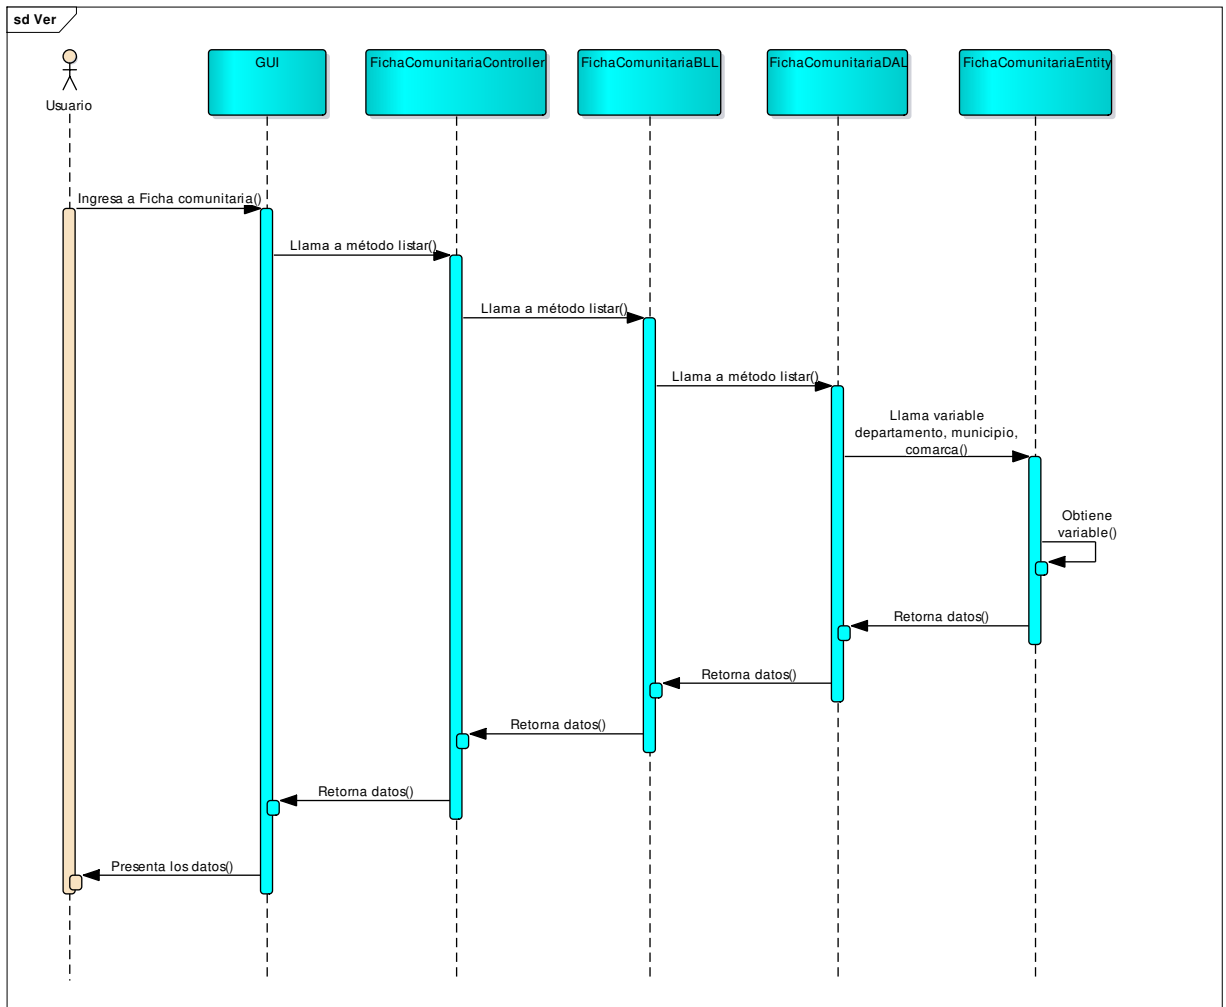 sd Ver
Usuario
GUI
FichaComunitariaController
FichaComunitariaBLL
FichaComunitariaDAL
FichaComunitariaEntity
Ingresa a Ficha comunitaria()
Llama a método listar()
Llama a método listar()
Llama a método listar()
Llama variable
departamento, municipio,
comarca()
Obtiene
variable()
Retorna datos()
Retorna datos()
Retorna datos()
Retorna datos()
Presenta los datos()